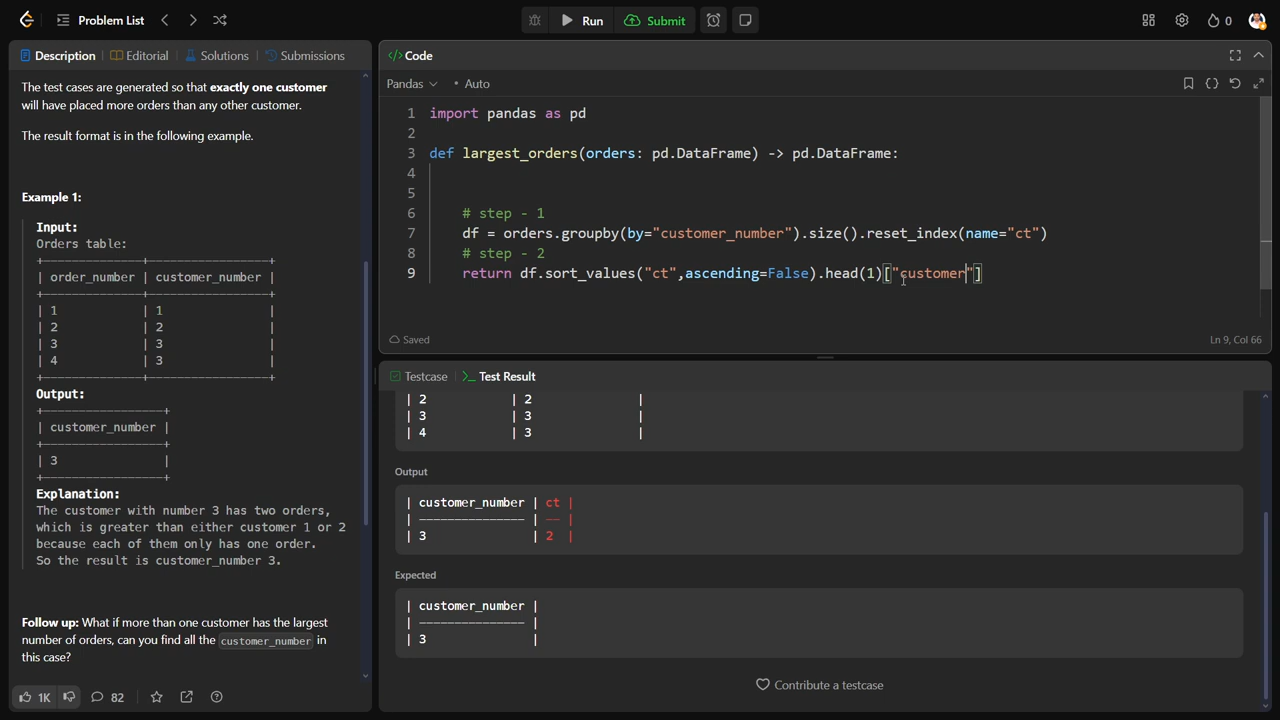 Problem List
Run
Submit
0
Description
Editorial
Solutions
Submissions
The test cases are generated so that exactly one customer
will have placed more orders than any other customer.
The result format is in the following example.
Example 1:
Input:
Orders table:
+--------------+-----------------+
| order_number | customer_number |
+--------------+-----------------+
| 1            | 1               |
| 2            | 2               |
| 3            | 3               |
| 4            | 3               |
+--------------+-----------------+
Output:
+-----------------+
| customer_number |
+-----------------+
| 3               |
+-----------------+
Explanation:
The customer with number 3 has two orders,
which is greater than either customer 1 or 2
because each of them only has one order.
So the result is customer_number 3.
Follow up: What if more than one customer has the largest
number of orders, can you find all the customer_number in
this case?
1K
82
</>Code
Pandas
Auto
1 import pandas as pd
2
3 def largest_orders(orders: pd.DataFrame) -> pd.DataFrame:
4
5
6     # step - 1
7     df = orders.groupby(by="customer_number").size().reset_index(name="ct")
8     # step - 2
9     return df.sort_values("ct",ascending=False).head(1)["customer"]
Saved
Ln 9, Col 66
Testcase
>_ Test Result
| 2            | 2               |
| 3            | 3               |
| 4            | 3               |
Output
| customer_number | ct |
| --------------- | -- |
| 3               | 2  |
Expected
| customer_number |
| --------------- |
| 3               |
Contribute a testcase